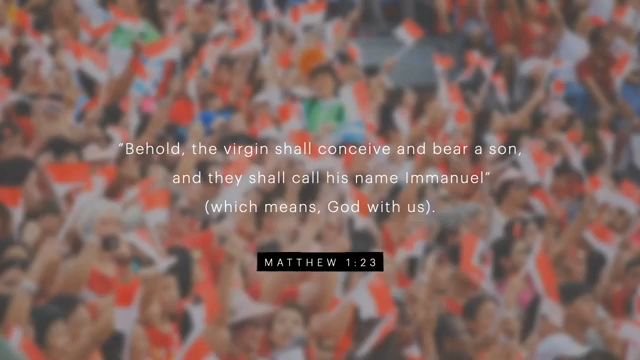 “Behold, the virgin shall conceive and bear a son,
and they shall call his name Immanuel”
(which means, God with us).
MATTHEW 1:23